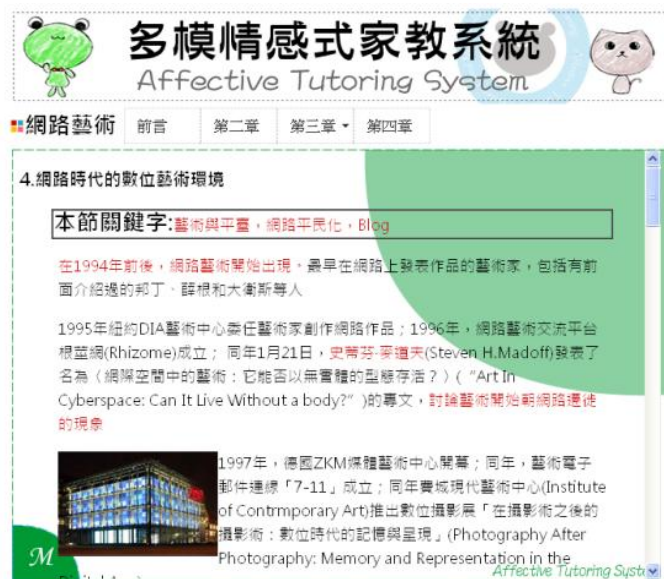 多模情感式家教系統
Affective Tutoring System
網路藝術 前言 第二章 第三章 第四章
4.網路時代的數位藝術環境
本節關鍵字:藝術與平臺，網路平民化，Blog
在1994年前後，網路藝術開始出現。最早在網路上發表作品的藝術家，包括有前
面介紹過的邦丁、薛根和大衛斯等人
1995年紐約DIA藝術中心委任藝術家創作網路作品；1996年，網路藝術交流平台
根莖網(Rhizome)成立； 同年1月21日，史蒂芬‧麥道夫(Steven H.Madoff)發表了
名為〈網際空間中的藝術：它能否以無實體的型態存活？〉( “Art In
Cyberspace: Can It Live Without a body?” )的專文，討論藝術開始朝網路遷徙
的現象
1997年，德國ZKM媒體藝術中心開幕；同年，藝術電子
郵件連線「7-11」成立；同年費城現代藝術中心(Institute
of Contrmporary Art)推出數位攝影展「在攝影術之後的
攝影術：數位時代的記憶與呈現」(Photography After
Photography: Memory and Representation in the
M
Affective Tutoring Syst